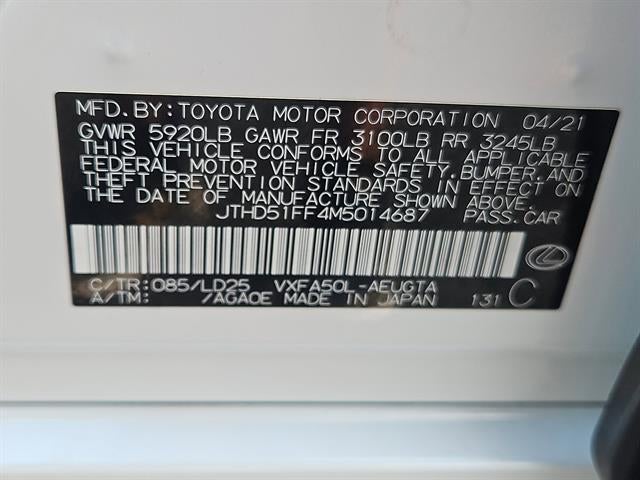 MFD.BY:TOYOTA MOTOR CORPORATION 04/21
GVWR 5920LB GAWR FR 3100LB RR 3245LB
THIS VEHICLE CONFORMS TO ALL APPLICABLE
FEDERAL MOTOR VEHICLE SAFETY,BUMPER,AND
THEFT PREVENTION STANDARDS IN EFFECT ON
THE DATE OF MANUFACTURE SHOWN ABOVE.
JTHD51FF4M5014687 PASS.CAR
C/TR:085/LD25 VXFA50L-AEUGTA
A/TM: /AGA0E MADE IN JAPAN 131 C